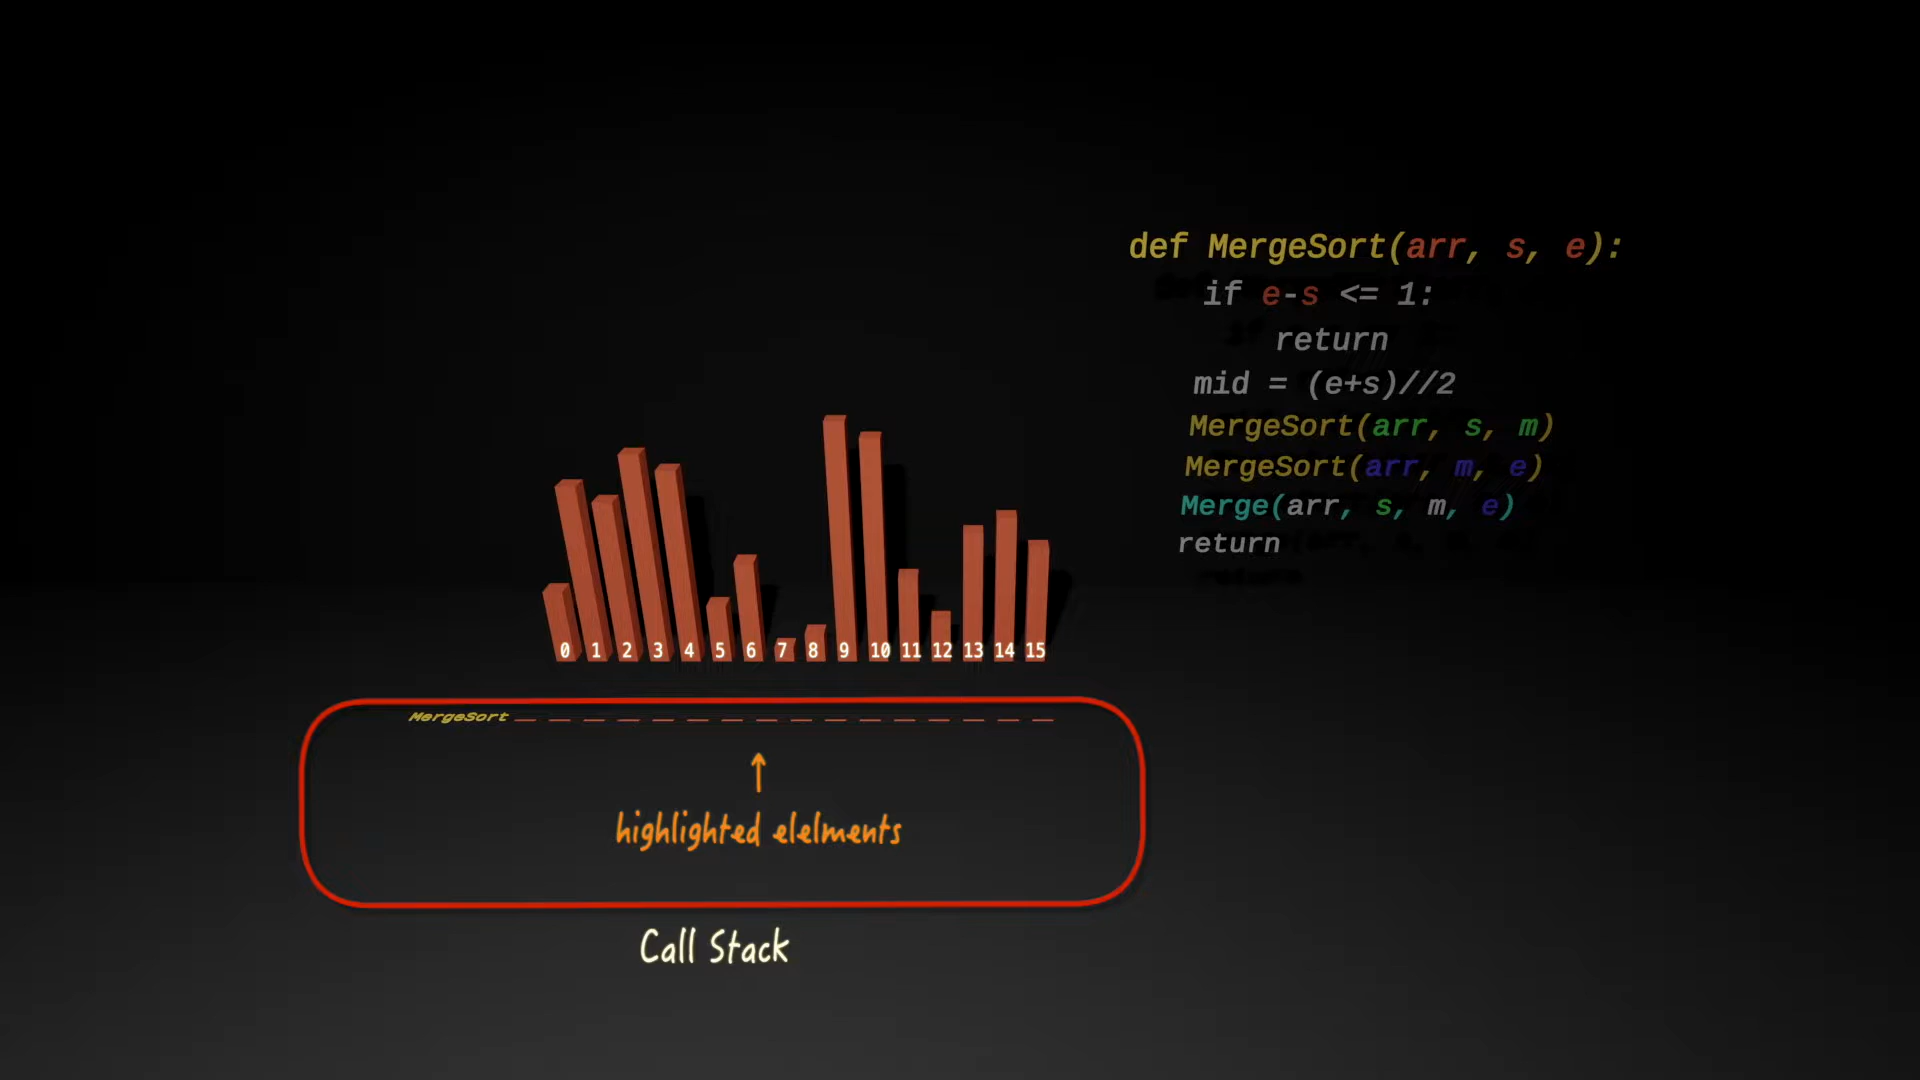 def MergeSort(arr, s, e):
if e-s <= 1:
return
mid = (e+s)//2
MergeSort(arr, s, m)
MergeSort(arr, m, e)
Merge(arr, s, m, e)
return
0 1 2 3 4 5 6 7 8 9 10 11 12 13 14 15
MergeSort
highlighted elelments
Call Stack